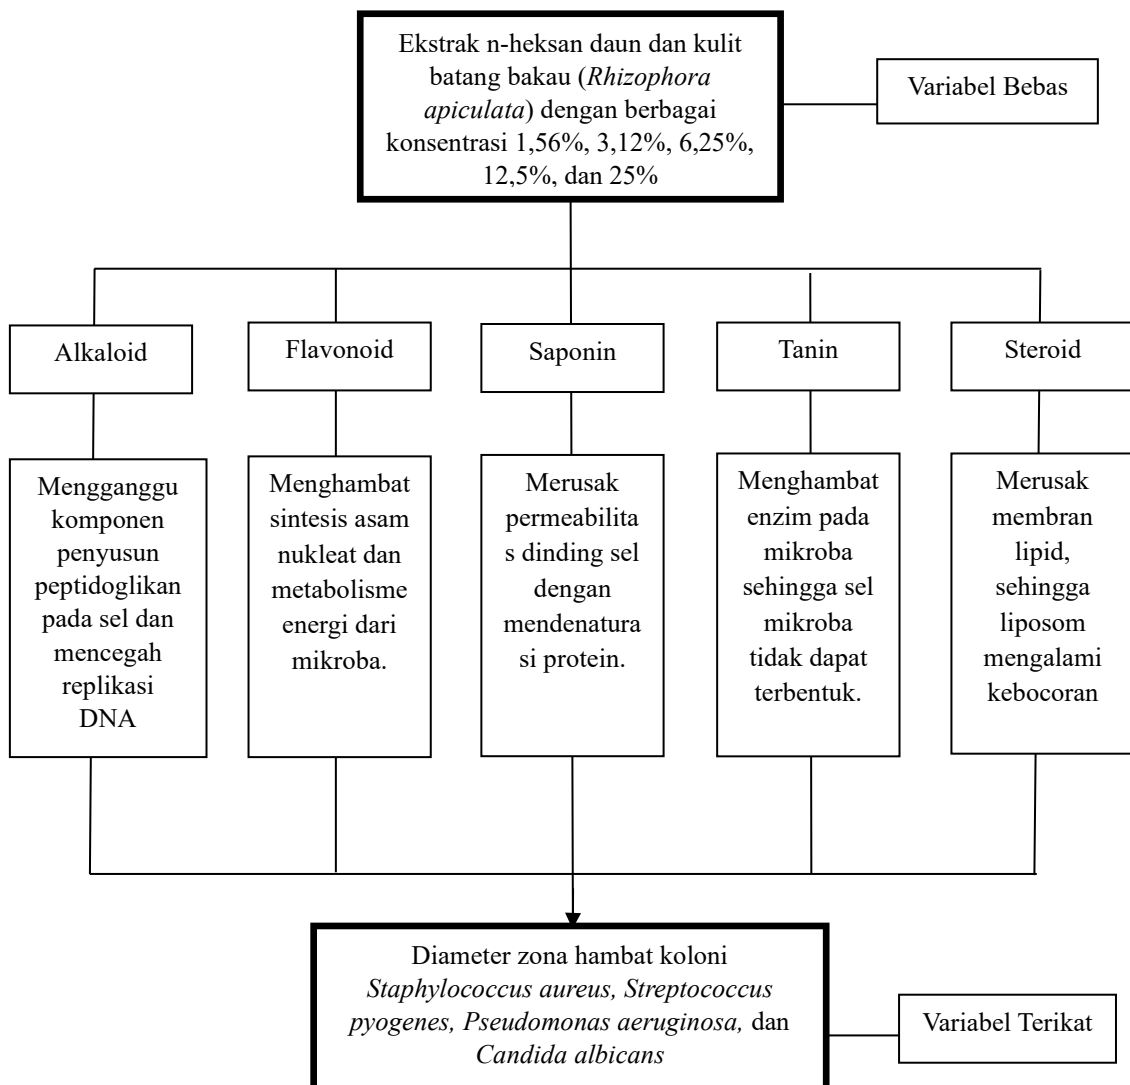 Ekstrak n-heksan daun dan kulit
batang bakau (Rhizophora
apiculata) dengan berbagai
konsentrasi 1,56%, 3,12%, 6,25%,
12,5%, dan 25%
Variabel Bebas
Alkaloid
Flavonoid
Saponin
Tanin
Steroid
Mengganggu
komponen
penyusun
peptidoglikan
pada sel dan
mencegah
replikasi
DNA
Menghambat
sintesis asam
nukleat dan
metabolisme
energi dari
mikroba.
Merusak
permeabilita
s dinding sel
dengan
mendenatura
si protein.
Menghambat
enzim pada
mikroba
sehingga sel
mikroba
tidak dapat
terbentuk.
Merusak
membran
lipid,
sehingga
liposom
mengalami
kebocoran
Diameter zona hambat koloni
Staphylococcus aureus, Streptococcus
pyogenes, Pseudomonas aeruginosa, dan
Candida albicans
Variabel Terikat